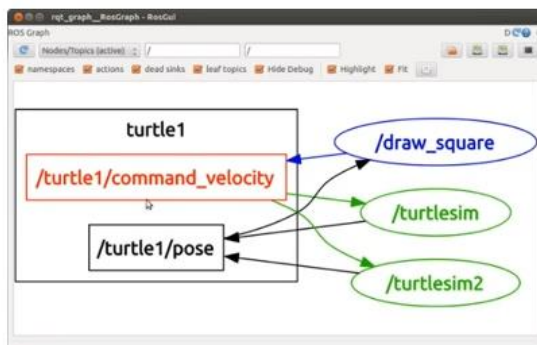 rqt_graph__RosGraph - RosGui
ROS Graph
Nodes/Topics (active) / /
namespaces actions dead sinks leaf topics Hide Debug Highlight Fit
turtle1
/draw_square
/turtle1/command_velocity
/turtlesim
/turtle1/pose
/turtlesim2